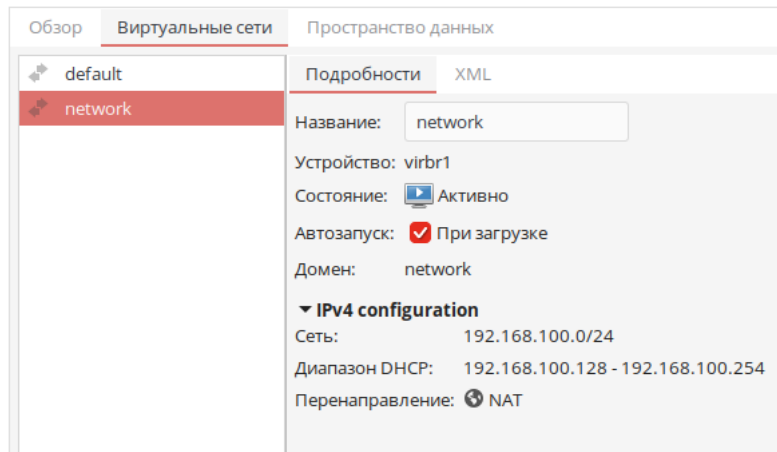 Обзор Виртуальные сети Пространство данных
default
network
Подробности XML
Название: network
Устройство: virbr1
Состояние: Активно
Автозапуск: При загрузке
Домен: network
IPv4 configuration
Сеть: 192.168.100.0/24
Диапазон DHCP: 192.168.100.128 - 192.168.100.254
Перенаправление: NAT